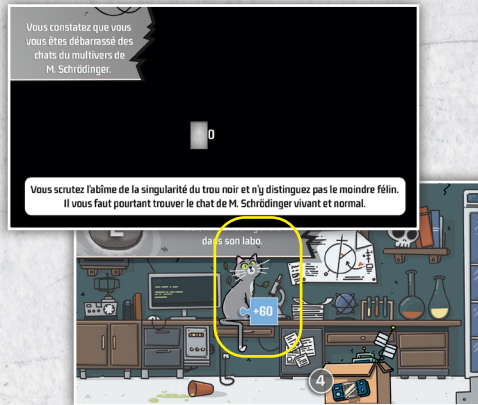 Vous constatez que vous
vous êtes débarrassé des
chats du multivers de
M. Schrödinger.
0
Vous scrutez l'abîme de la singularité du trou noir et n'y distinguez pas le moindre félin.
Il vous faut pourtant trouver le chat de M. Schrödinger vivant et normal.
dans son labo.
+60
4